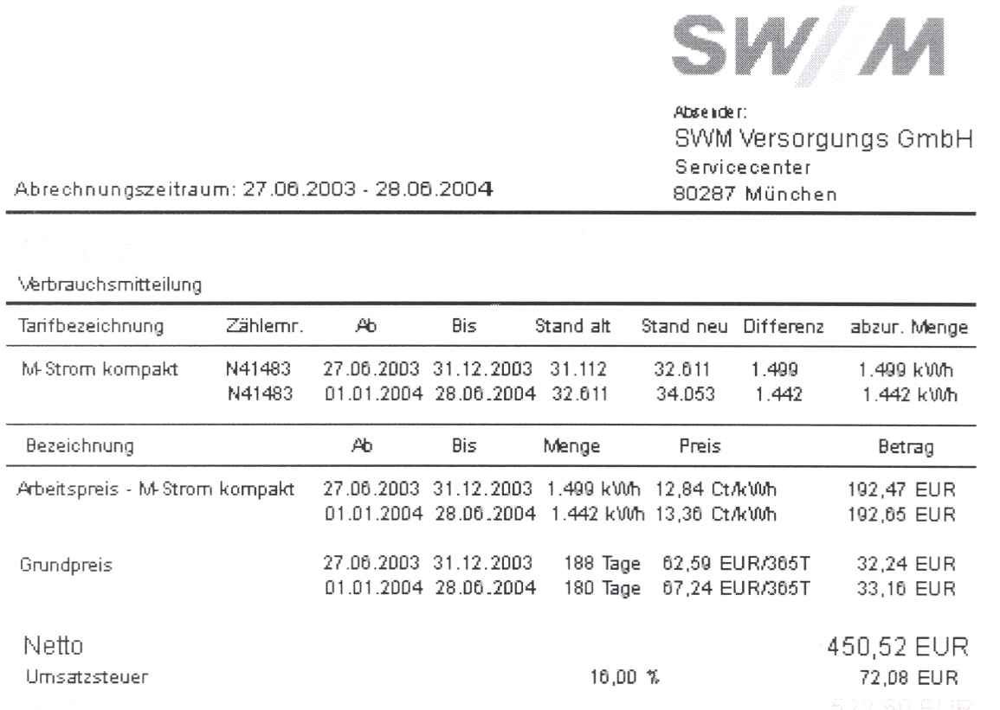 SWM
Absender:
SWM Versorgungs GmbH
Servicecenter
80287 München
Abrechnungszeitraum: 27.06.2003 - 28.06.2004
Verbrauchsmitteilung
Tarifbezeichnung Zählernr. Ab Bis Stand alt Stand neu Differenz abzur. Menge
M-Strom kompakt N41483 27.06.2003 31.12.2003 31.112 32.611 1.499 1.499 kWh
N41483 01.01.2004 28.06.2004 32.611 34.053 1.442 1.442 kWh
Bezeichnung Ab Bis Menge Preis Betrag
Arbeitspreis - M-Strom kompakt 27.06.2003 31.12.2003 1.499 kWh 12,84 Ct/kWh 192,47 EUR
01.01.2004 28.06.2004 1.442 kWh 13,36 Ct/kWh 192,65 EUR
Grundpreis 27.06.2003 31.12.2003 188 Tage 62,59 EUR/365T 32,24 EUR
01.01.2004 28.06.2004 180 Tage 67,24 EUR/365T 33,16 EUR
Netto 450,52 EUR
Umsatzsteuer 16,00 % 72,08 EUR
522,60 EUR